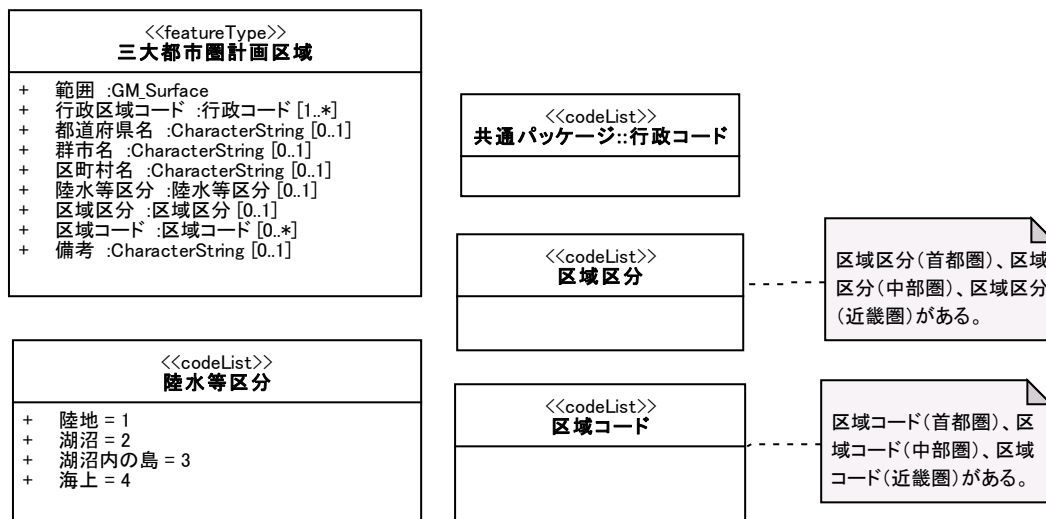 <<featureType>>
三大都市圏計画区域
+ 範囲 :GM_Surface
+ 行政区域コード :行政コード [1..*]
+ 都道府県名 :CharacterString [0..1]
+ 群市名 :CharacterString [0..1]
+ 区町村名 :CharacterString [0..1]
+ 陸水等区分 :陸水等区分 [0..1]
+ 区域区分 :区域区分 [0..1]
+ 区域コード :区域コード [0..*]
+ 備考 :CharacterString [0..1]
<<codeList>>
共通パッケージ::行政コード
<<codeList>>
区域区分
区域区分(首都圏)、区域
区分(中部圏)、区域区分
(近畿圏)がある。
<<codeList>>
陸水等区分
+ 陸地 = 1
+ 湖沼 = 2
+ 湖沼内の島 = 3
+ 海上 = 4
<<codeList>>
区域コード
区域コード(首都圏)、区
域コード(中部圏)、区域
コード(近畿圏)がある。